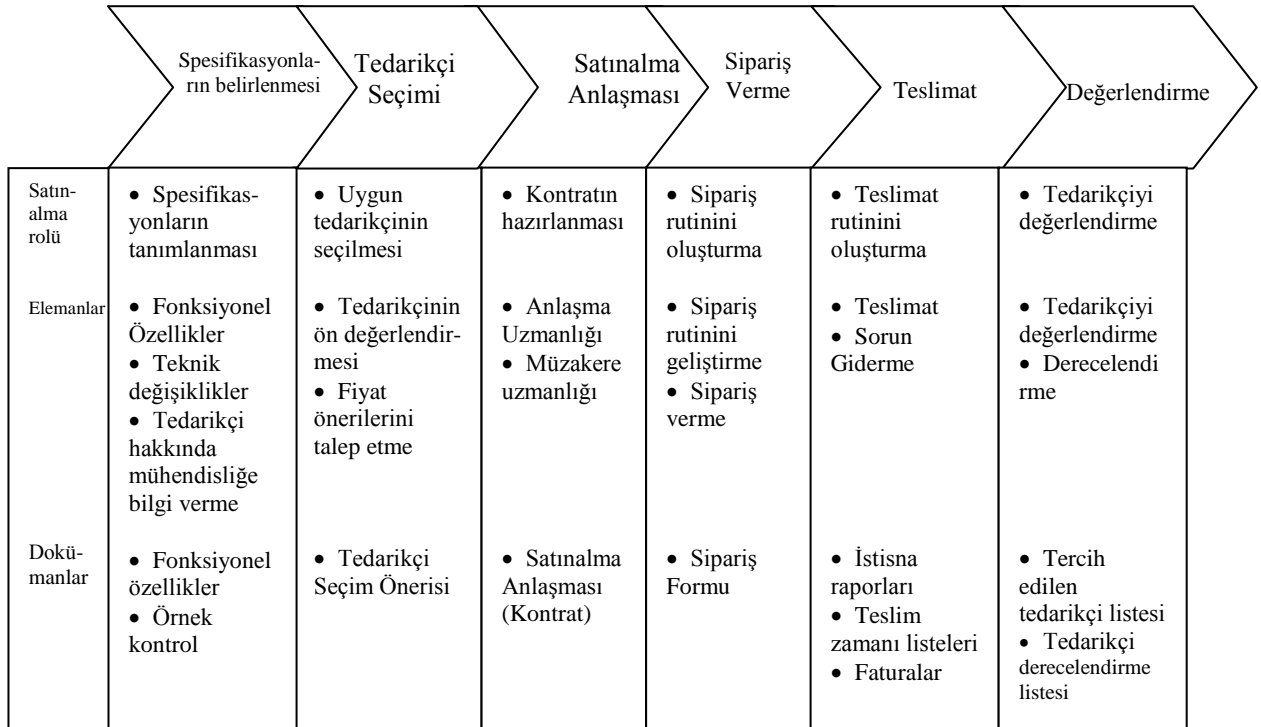 Spesifikasyonla-
rın belirlenmesi
Tedarikçi
Seçimi
Satınalma
Anlaşması
Sipariş
Verme
Teslimat
Değerlendirme
Satın-
alma
rolü
• Spesifikas-
yonların
tanımlanması
• Uygun
tedarikçinin
seçilmesi
• Kontratın
hazırlanması
• Sipariş
rutinini
oluşturma
• Teslimat
rutinini
oluşturma
• Tedarikçiyi
değerlendirme
Elemanlar
• Fonksiyonel
Özellikler
• Teknik
değişiklikler
• Tedarikçi
hakkında
mühendisliğe
bilgi verme
• Tedarikçinin
ön değerlendir-
mesi
• Fiyat
önerilerini
talep etme
• Anlaşma
Uzmanlığı
• Müzakere
uzmanlığı
• Sipariş
rutinini
geliştirme
• Sipariş
verme
• Teslimat
• Sorun
Giderme
• Tedarikçiyi
değerlendirme
• Derecelendi
rme
Dokü-
manlar
• Fonksiyonel
özellikler
• Örnek
kontrol
• Tedarikçi
Seçim Önerisi
• Satınalma
Anlaşması
(Kontrat)
• Sipariş
Formu
• İstisna
raporları
• Teslim
zamanı listeleri
• Faturalar
• Tercih
edilen
tedarikçi listesi
• Tedarikçi
derecelendirme
listesi